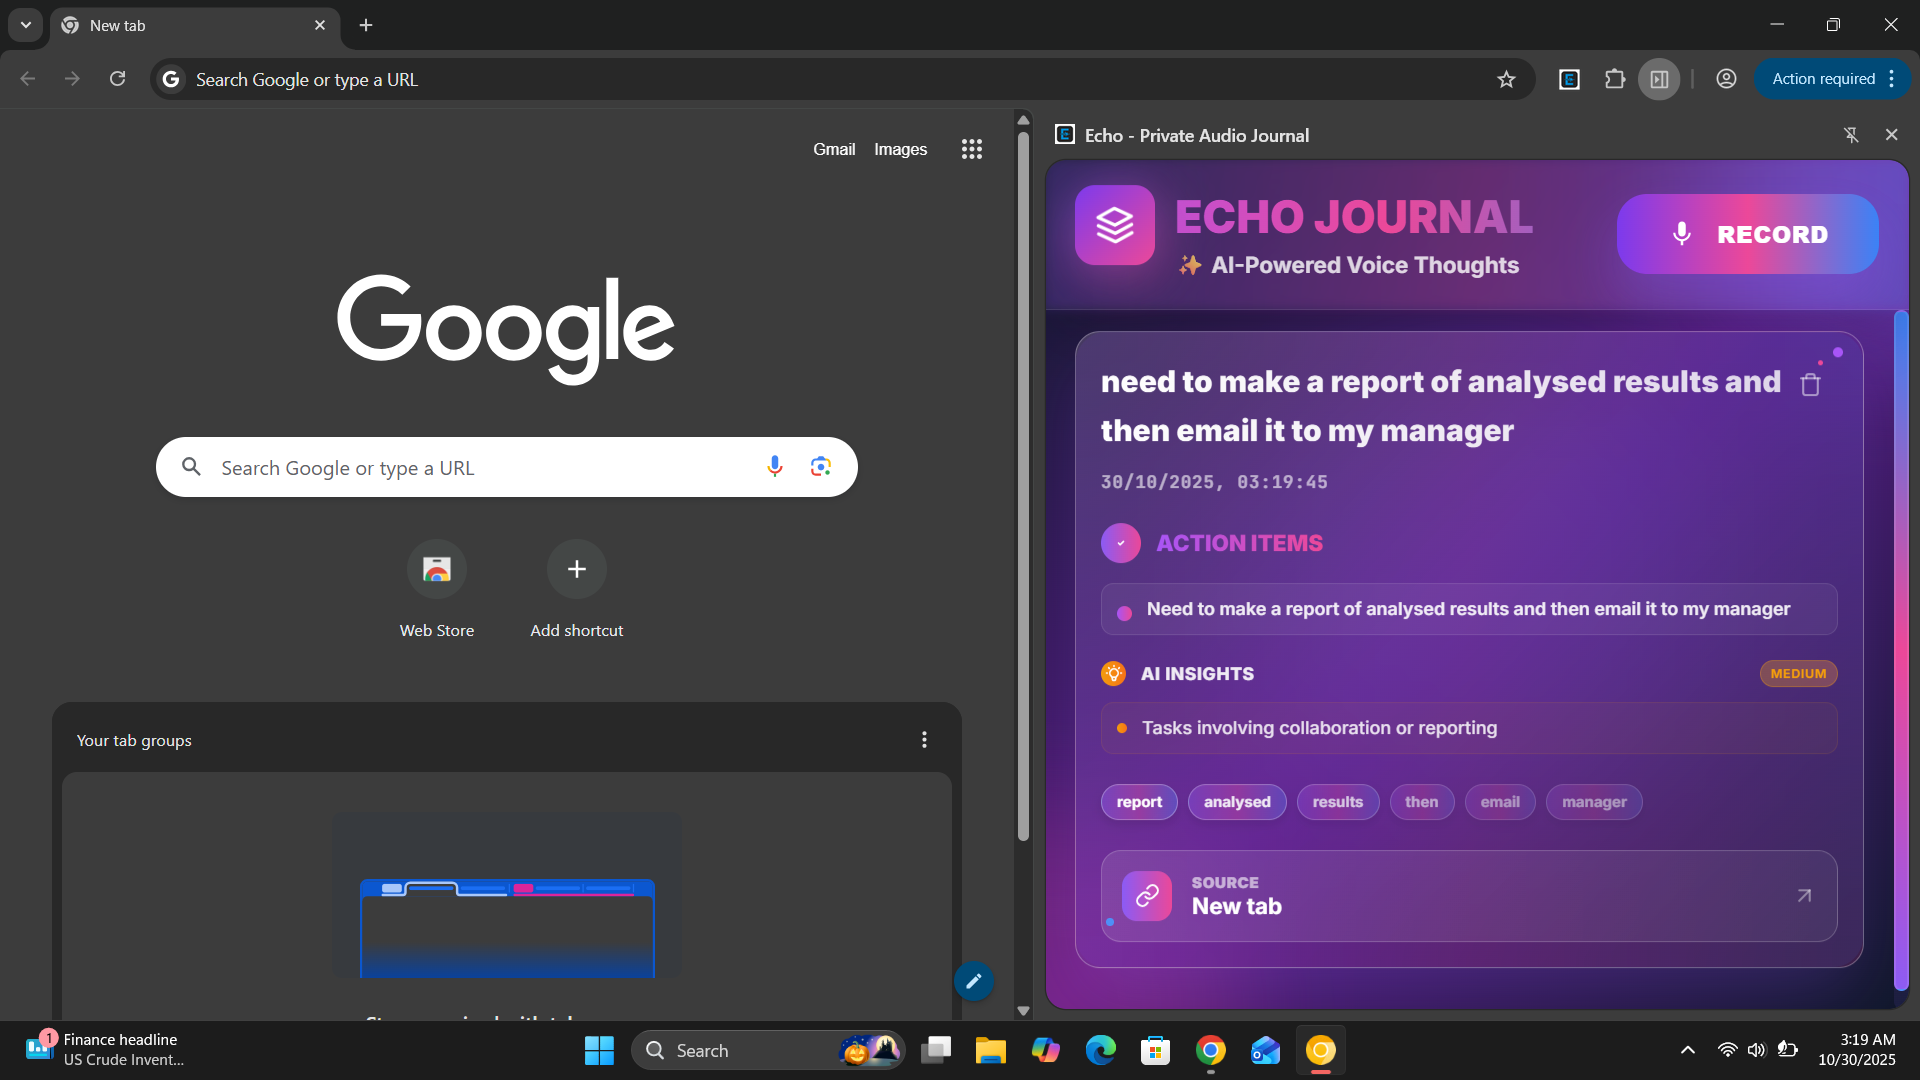 New tab
Search Google or type a URL
Action required
Gmail Images
Google
Search Google or type a URL
Web Store
Add shortcut
Your tab groups
Echo - Private Audio Journal
ECHO JOURNAL
✨ AI-Powered Voice Thoughts
RECORD
need to make a report of analysed results and
then email it to my manager
30/10/2025, 03:19:45
ACTION ITEMS
Need to make a report of analysed results and then email it to my manager
AI INSIGHTS
MEDIUM
Tasks involving collaboration or reporting
report analysed results then email manager
SOURCE
New tab
1
Finance headline
US Crude Invent...
Search
3:19 AM
10/30/2025